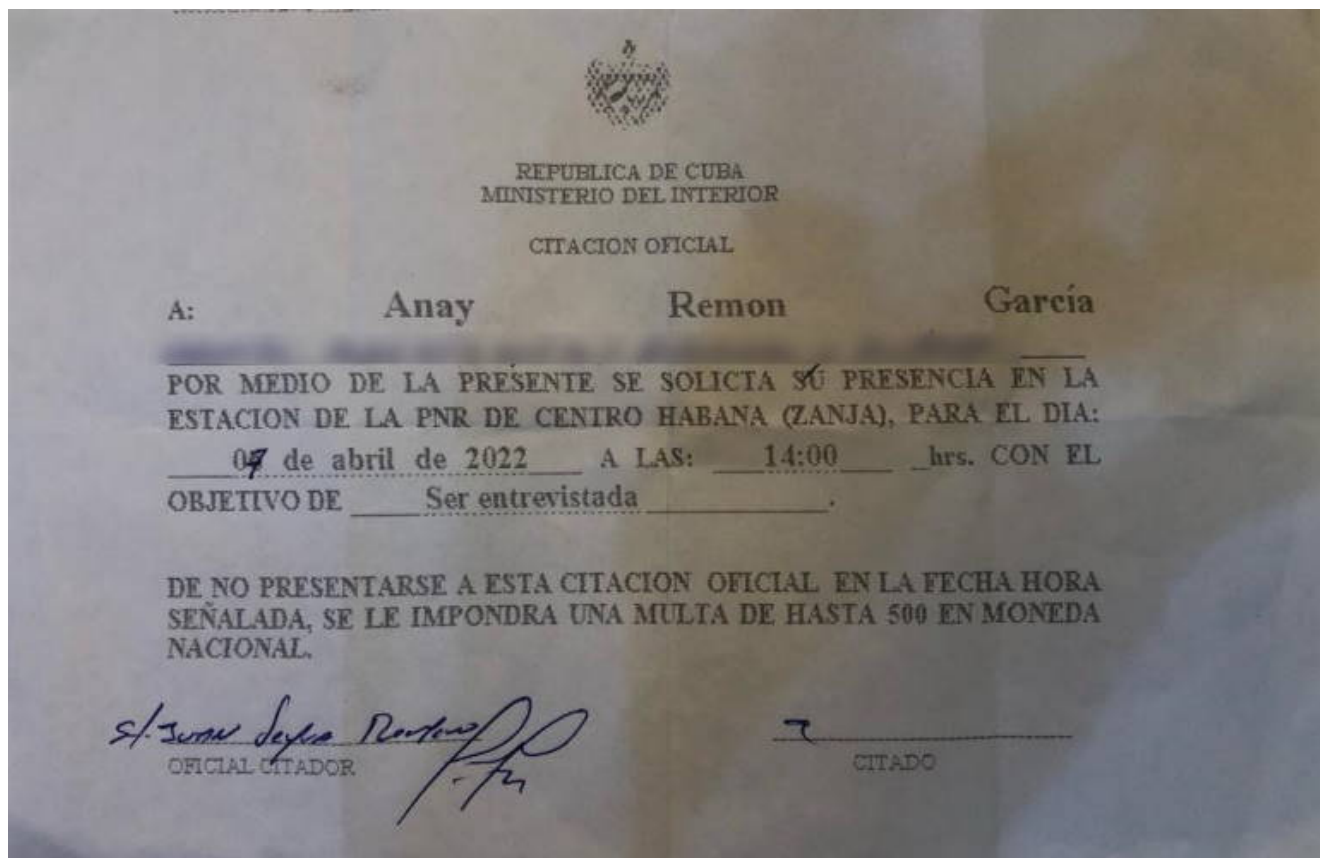 REPUBLICA DE CUBA
MINISTERIO DEL INTERIOR
CITACION OFICIAL
A: Anay Remon García
POR MEDIO DE LA PRESENTE SE SOLICTA SU PRESENCIA EN LA
ESTACION DE LA PNR DE CENTRO HABANA (ZANJA), PARA EL DIA:
07 de abril de 2022 A LAS: 14:00 hrs. CON EL
OBJETIVO DE Ser entrevistada.
DE NO PRESENTARSE A ESTA CITACION OFICIAL EN LA FECHA HORA
SEÑALADA, SE LE IMPONDRA UNA MULTA DE HASTA 500 EN MONEDA
NACIONAL.
OFICIAL CITADOR CITADO